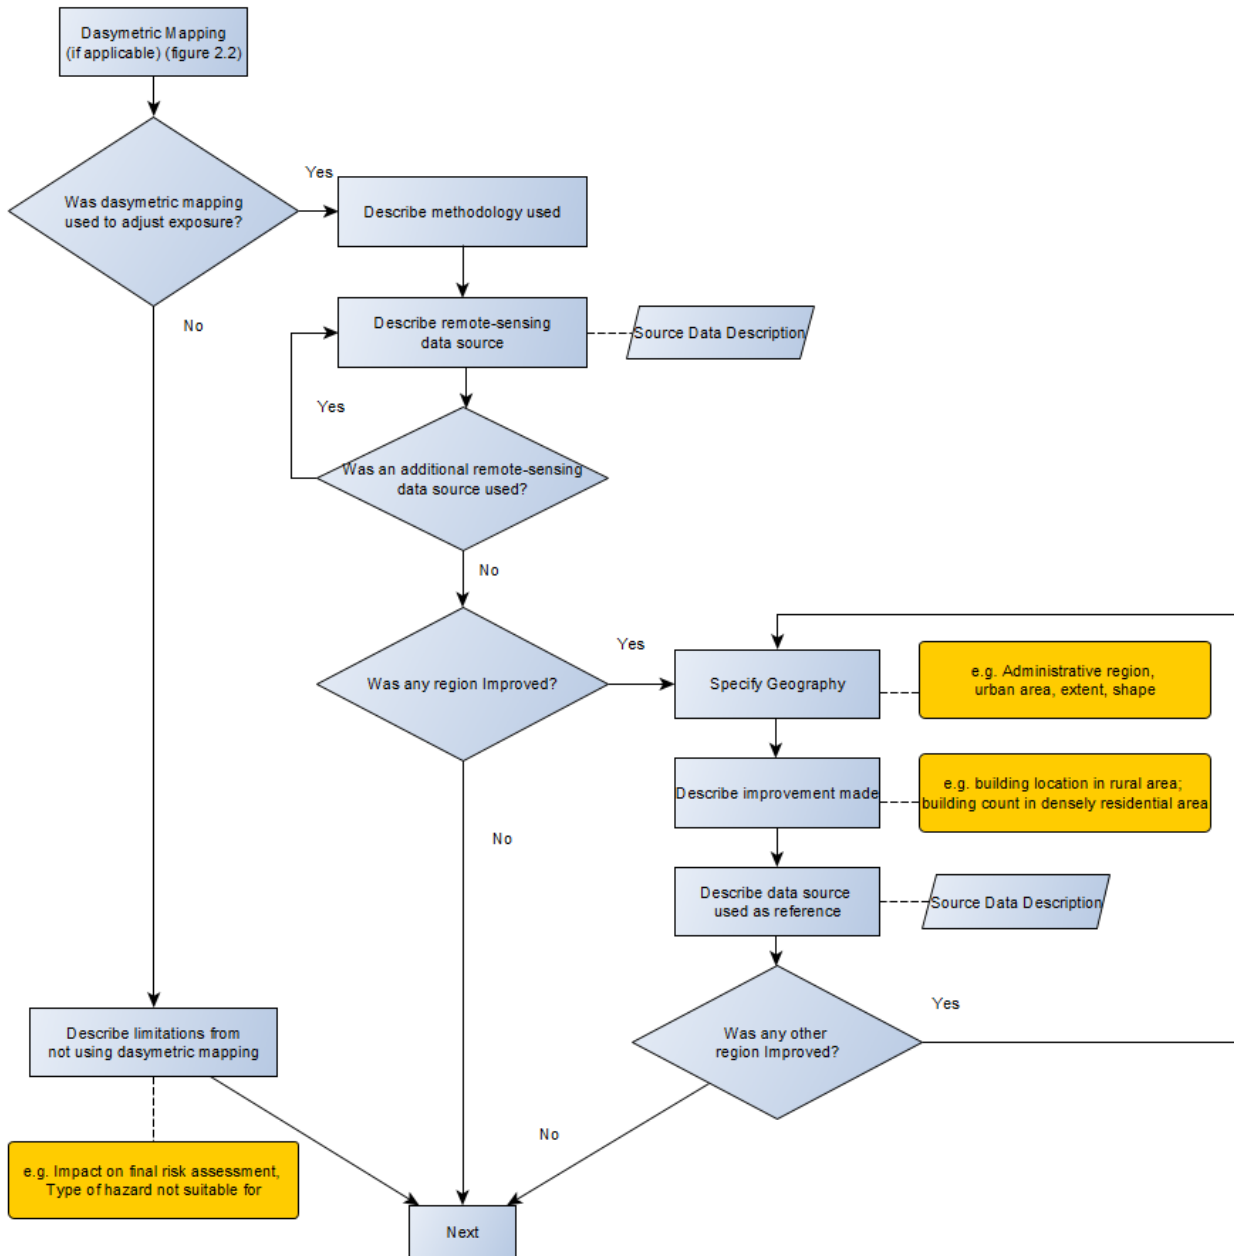 Dasymetric Mapping
(if applicable) (figure 2.2)
Was dasymetric mapping
used to adjust exposure?
Yes
Describe methodology used
No
Describe remote-sensing
data source
Source Data Description
Yes
Was an additional remote-sensing
data source used?
No
Was any region Improved?
Yes
Specify Geography
e.g. Administrative region,
urban area, extent, shape
Describe improvement made
e.g. building location in rural area;
building count in densely residential area
No
Describe data source
used as reference
Source Data Description
Was any other
region Improved?
Yes
Describe limitations from
not using dasymetric mapping
No
e.g. Impact on final risk assessment,
Type of hazard not suitable for
Next